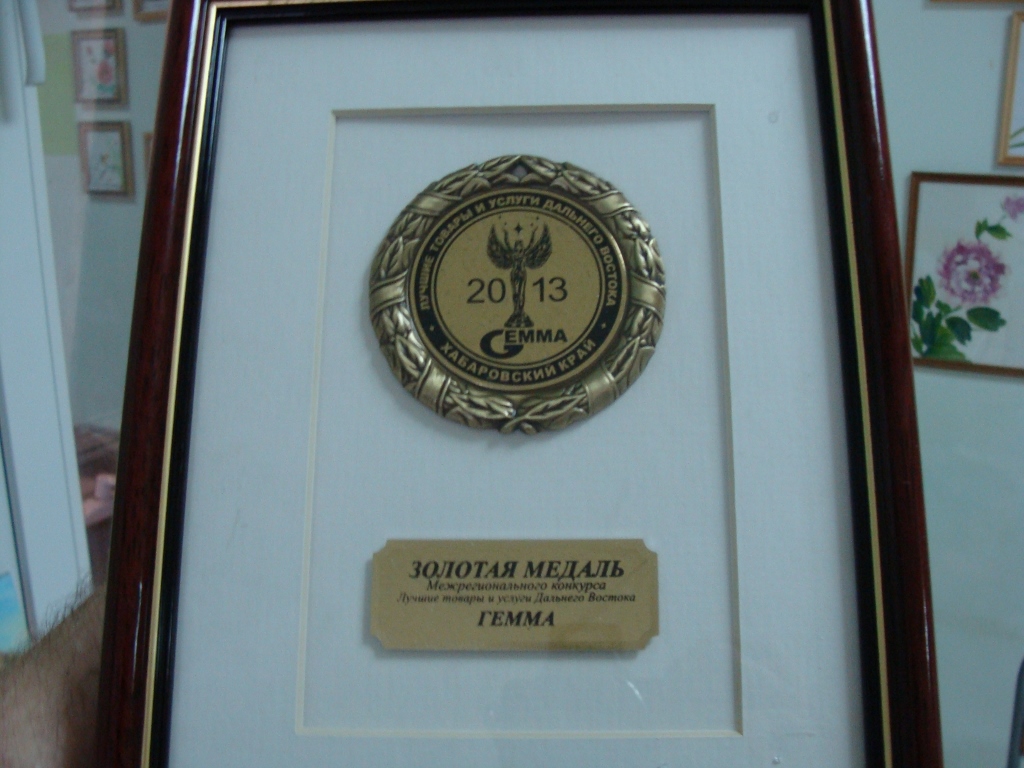 ЛУЧШИЕ ТОВАРЫ И УСЛУГИ ДАЛЬНЕГО ВОСТОКА
2013
GЕММА
ХАБАРОВСКИЙ КРАЙ
ЗОЛОТАЯ МЕДАЛЬ
Межрегионального конкурса
Лучшие товары и услуги Дальнего Востока
ГЕММА